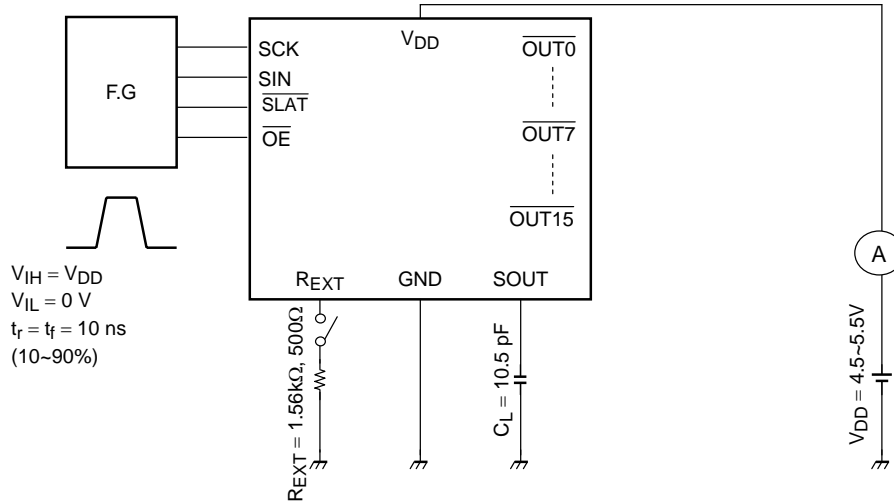 F.G
SCK
SIN
SLAT
OE
VDD
OUT0
OUT7
OUT15
REXT
GND
SOUT
A
VIH = VDD
VIL = 0 V
tr = tf = 10 ns
(10~90%)
REXT = 1.56kΩ, 500Ω
CL = 10.5 pF
VDD = 4.5~5.5V